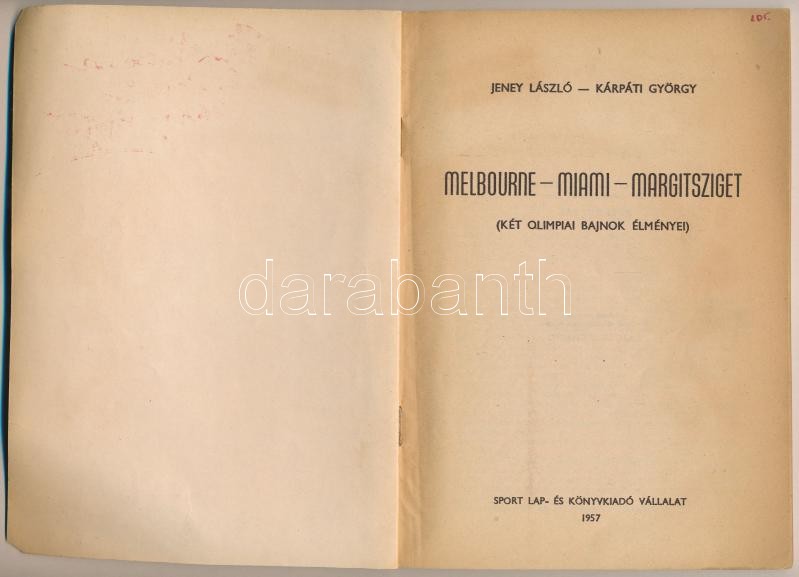 JENEY LÁSZLÓ — KÁRPÁTI GYÖRGY
MELBOURNE – MIAMI – MARGITSZIGET
(KÉT OLIMPIAI BAJNOK ÉLMÉNYEI)
darabanth
SPORT LAP- ÉS KÖNYVKIADÓ VÁLLALAT
1957